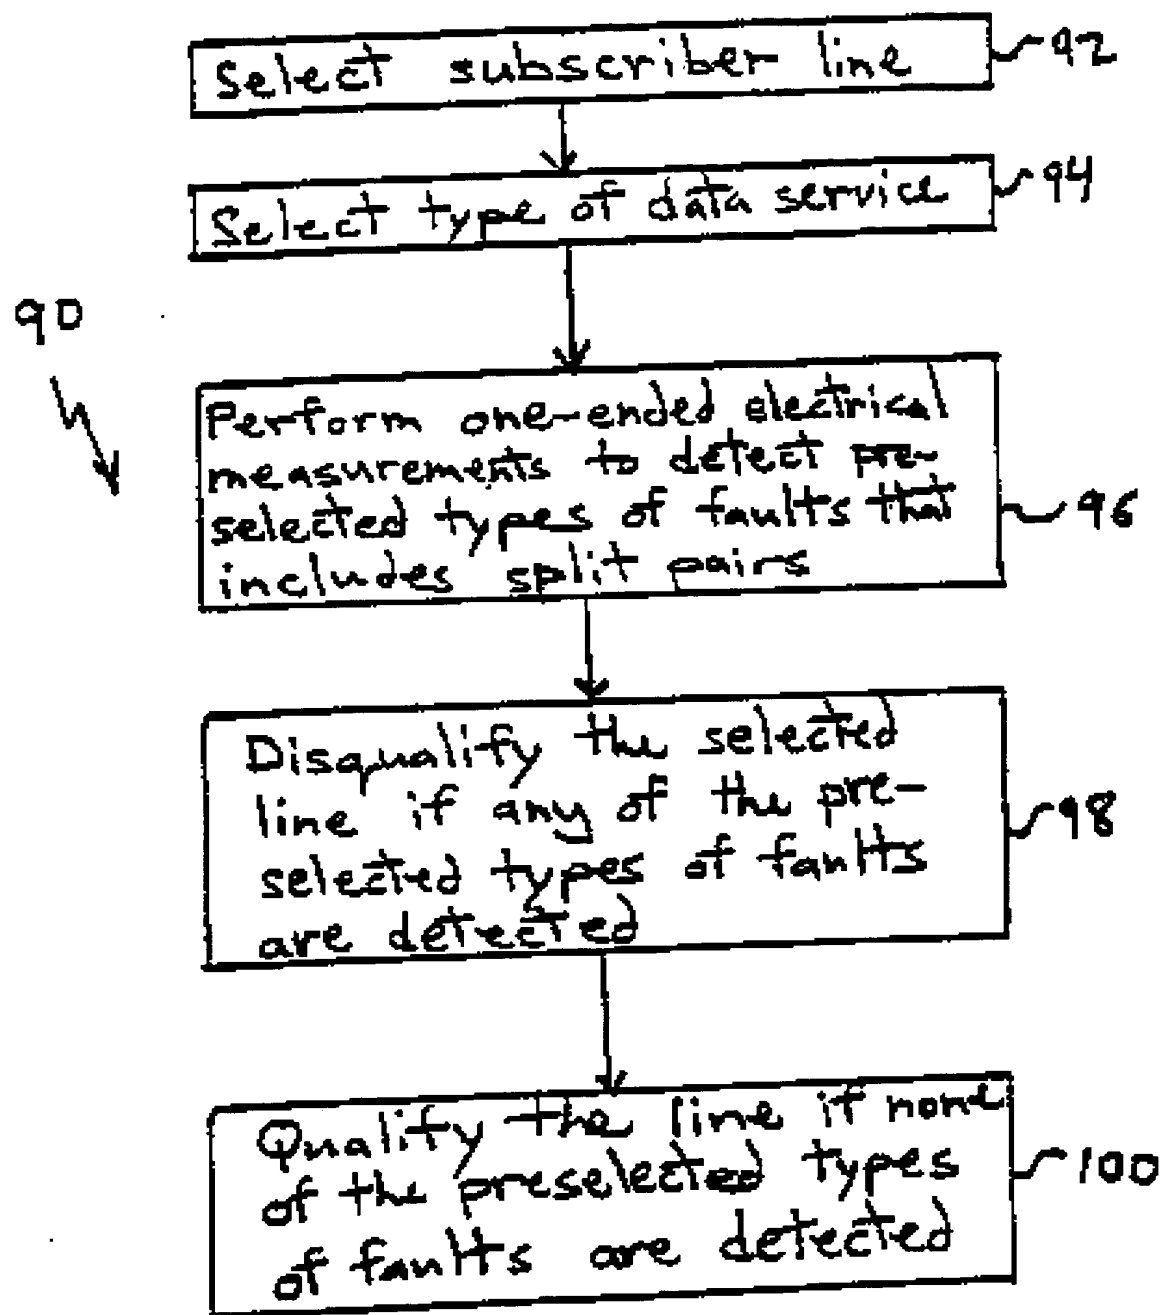 Select subscriber line
92
Select type of data service
94
90
Perform one-ended electrical
measurements to detect pre-
selected types of faults that
includes split pairs
96
Disqualify the selected
line if any of the pre-
selected types of faults
are detected
98
Qualify the line if none
of the preselected types
of faults are detected
100